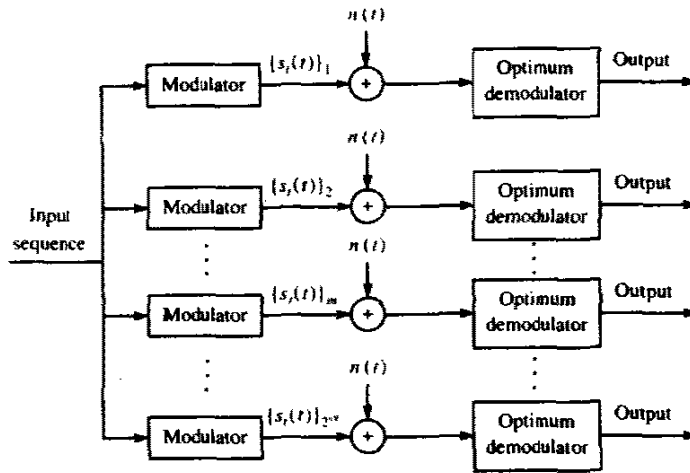 n(t)
Modulator
{s_i(t)}_1
+
Optimum
demodulator
Output
n(t)
Modulator
{s_i(t)}_2
+
Optimum
demodulator
Output
Input
sequence
n(t)
Modulator
{s_i(t)}_m
+
Optimum
demodulator
Output
n(t)
Modulator
{s_i(t)}
+
Optimum
demodulator
Output